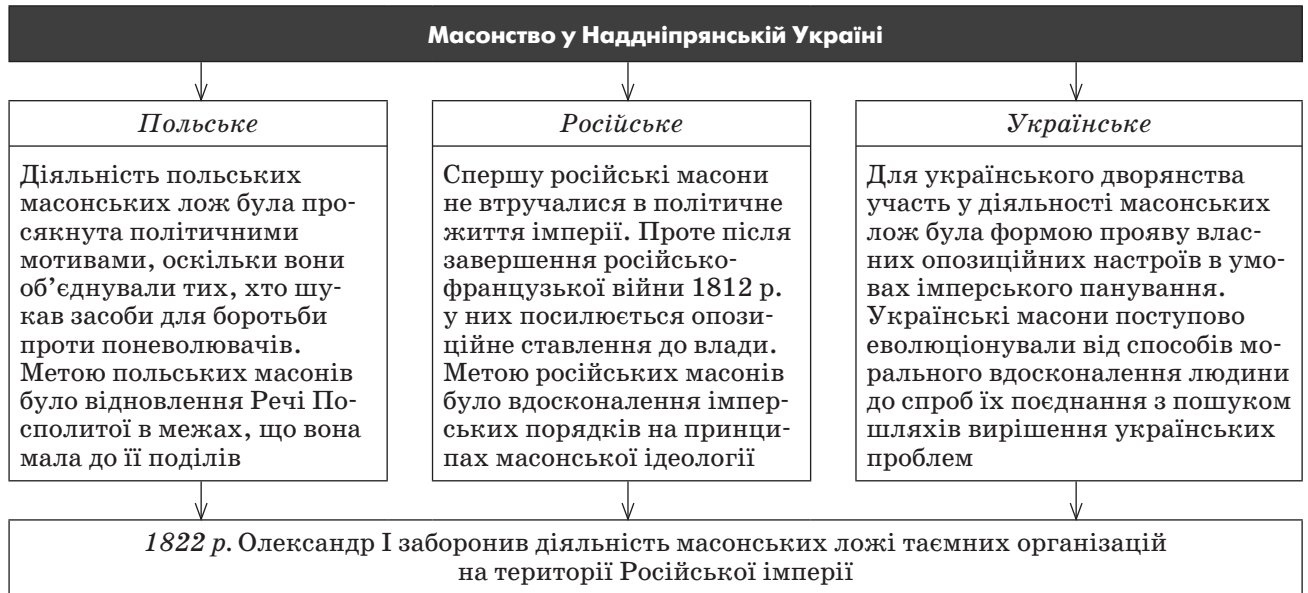 Масонство у Наддніпрянській Україні
Польське
Діяльність польських
масонських лож була про-
сякнута політичними
мотивами, оскільки вони
об’єднували тих, хто шу-
кав засоби для боротьби
проти поневолювачів.
Метою польських масонів
було відновлення Речі По-
сполитої в межах, що вона
мала до її поділів
Російське
Спершу російські масони
не втручалися в політичне
життя імперії. Проте після
завершення російсько-
французької війни 1812 р.
у них посилюється опози-
ційне ставлення до влади.
Метою російських масонів
було вдосконалення імпер-
ських порядків на принци-
пах масонської ідеології
Українське
Для українського дворянства
участь у діяльності масонських
лож була формою прояву влас-
них опозиційних настроїв в умо-
вах імперського панування.
Українські масони поступово
еволюціонували від способів мо-
рального вдосконалення людини
до спроб їх поєднання з пошуком
шляхів вирішення українських
проблем
1822 р. Олександр І заборонив діяльність масонських ложі таємних організацій
на території Російської імперії